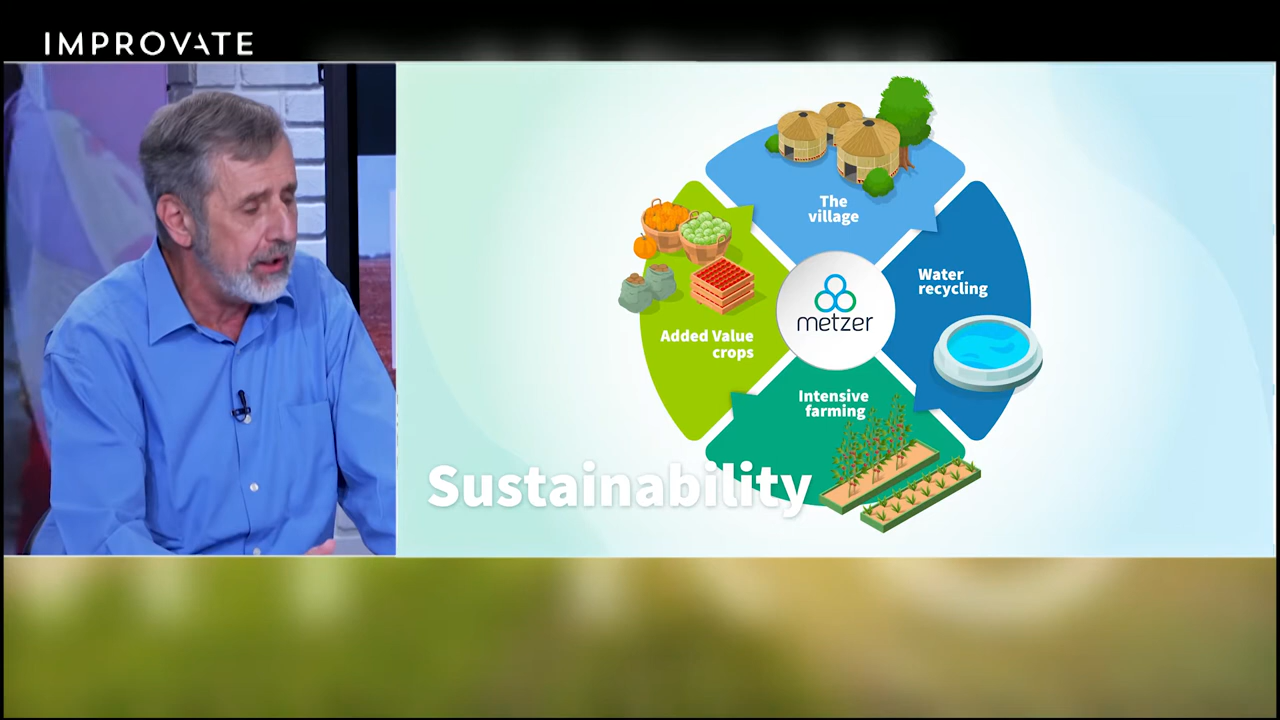 IMPROVATE
The
village
Water
recycling
metzer
Added Value
crops
Intensive
farming
Sustainability